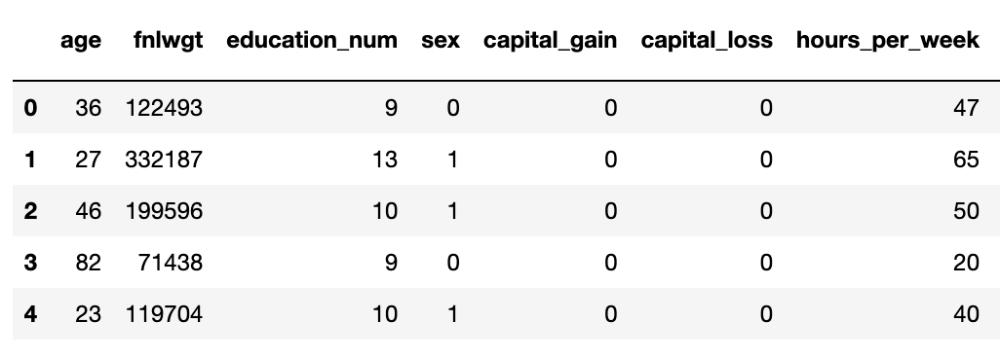 age fnlwgt education_num sex capital_gain capital_loss hours_per_week
0 36 122493 9 0 0 0 47
1 27 332187 13 1 0 0 65
2 46 199596 10 1 0 0 50
3 82 71438 9 0 0 0 20
4 23 119704 10 1 0 0 40